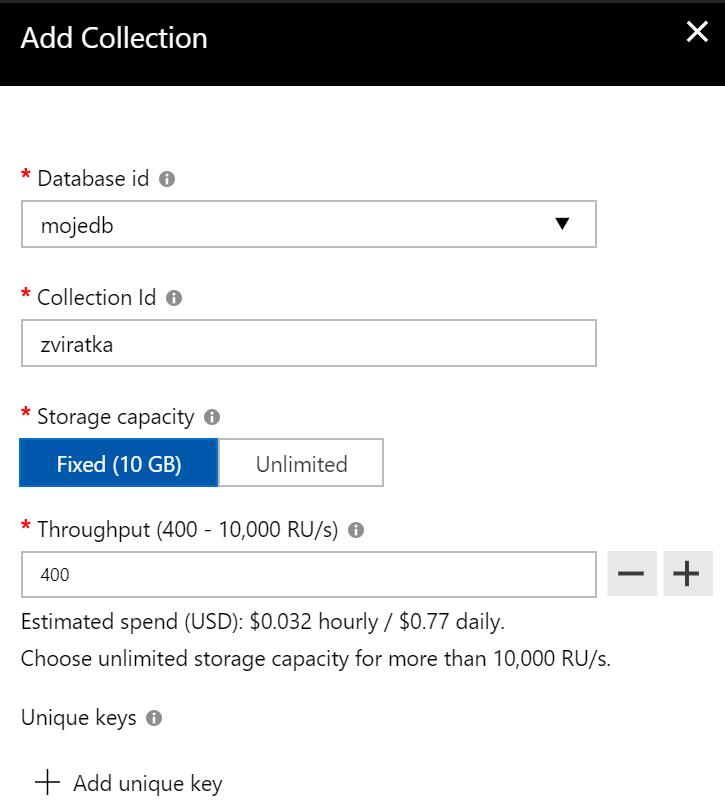 Add Collection
* Database id
mojedb
* Collection Id
zviratka
* Storage capacity
Fixed (10 GB) Unlimited
* Throughput (400 - 10,000 RU/s)
400
Estimated spend (USD): $0.032 hourly / $0.77 daily.
Choose unlimited storage capacity for more than 10,000 RU/s.
Unique keys
Add unique key